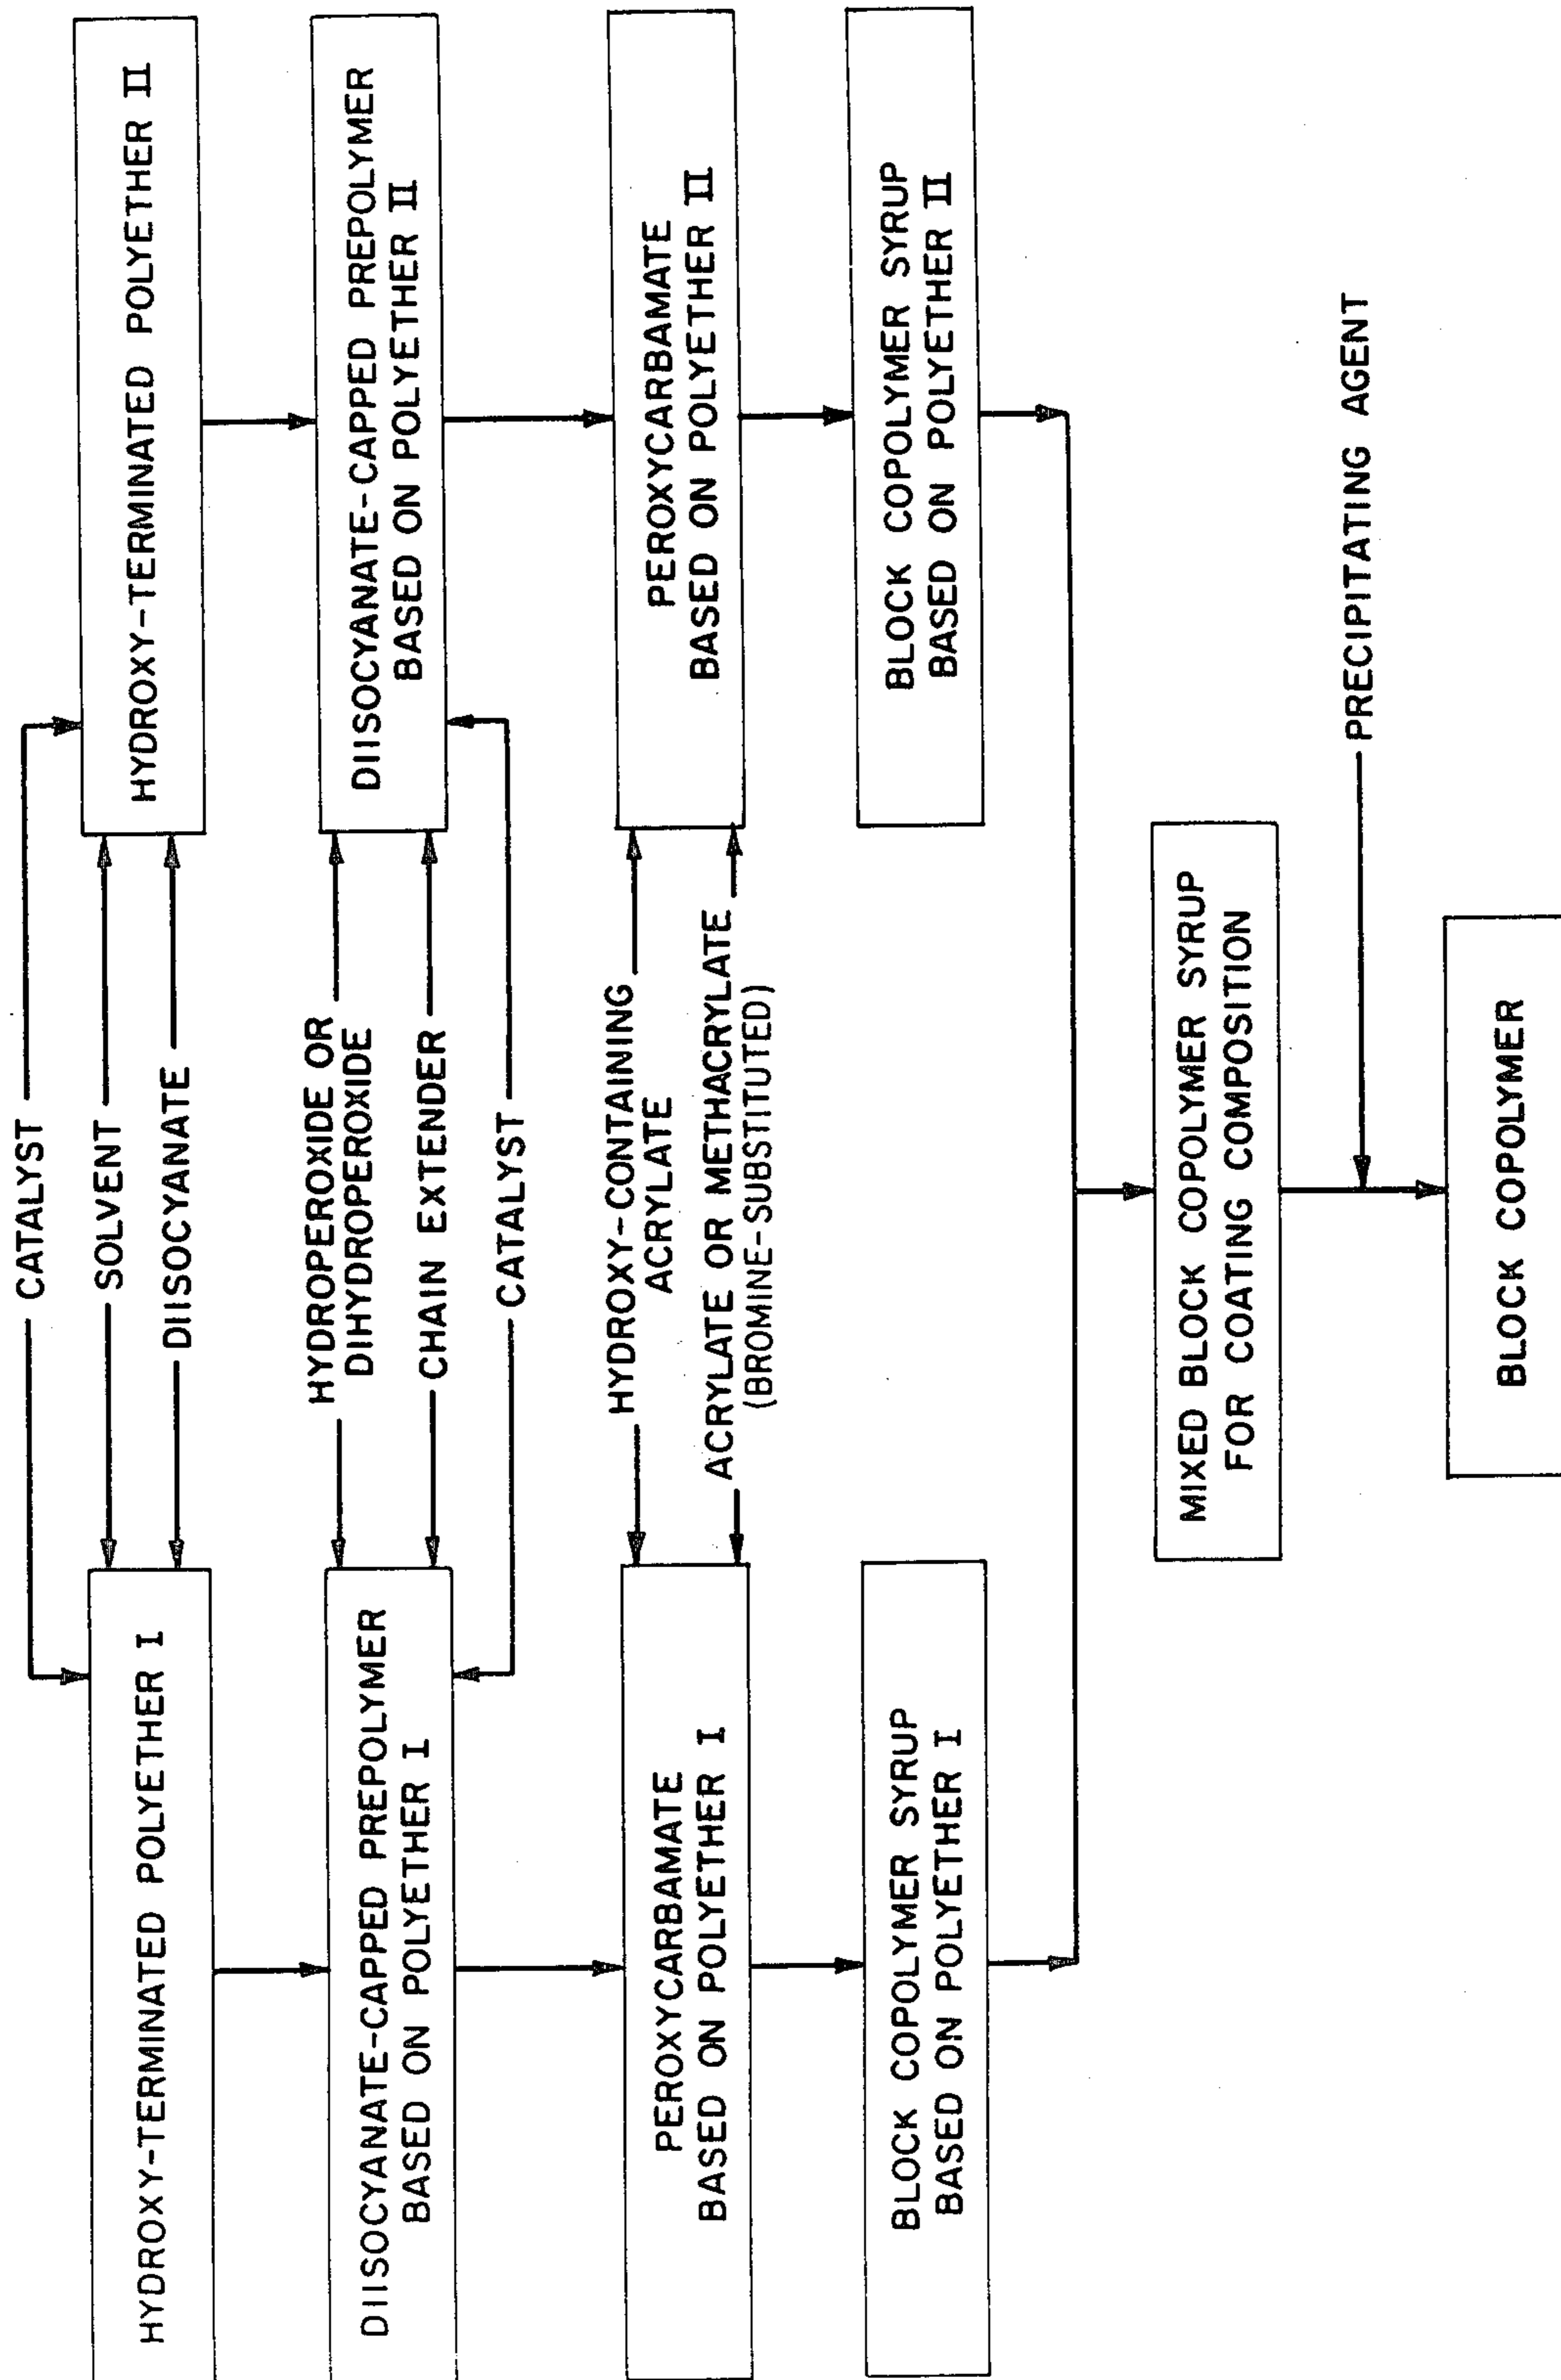 CATALYST
SOLVENT
DIISOCYANATE
HYDROXY-TERMINATED POLYETHER I
HYDROXY-TERMINATED POLYETHER II
HYDROPEROXIDE OR
DIHYDROPEROXIDE
CHAIN EXTENDER
CATALYST
DIISOCYANATE-CAPPED PREPOLYMER
BASED ON POLYETHER I
DIISOCYANATE-CAPPED PREPOLYMER
BASED ON POLYETHER II
HYDROXY-CONTAINING
ACRYLATE
ACRYLATE OR METHACRYLATE
(BROMINE-SUBSTITUTED)
PEROXYCARBAMATE
BASED ON POLYETHER I
PEROXYCARBAMATE
BASED ON POLYETHER II
BLOCK COPOLYMER SYRUP
BASED ON POLYETHER I
BLOCK COPOLYMER SYRUP
BASED ON POLYETHER II
MIXED BLOCK COPOLYMER SYRUP
FOR COATING COMPOSITION
PRECIPITATING AGENT
BLOCK COPOLYMER